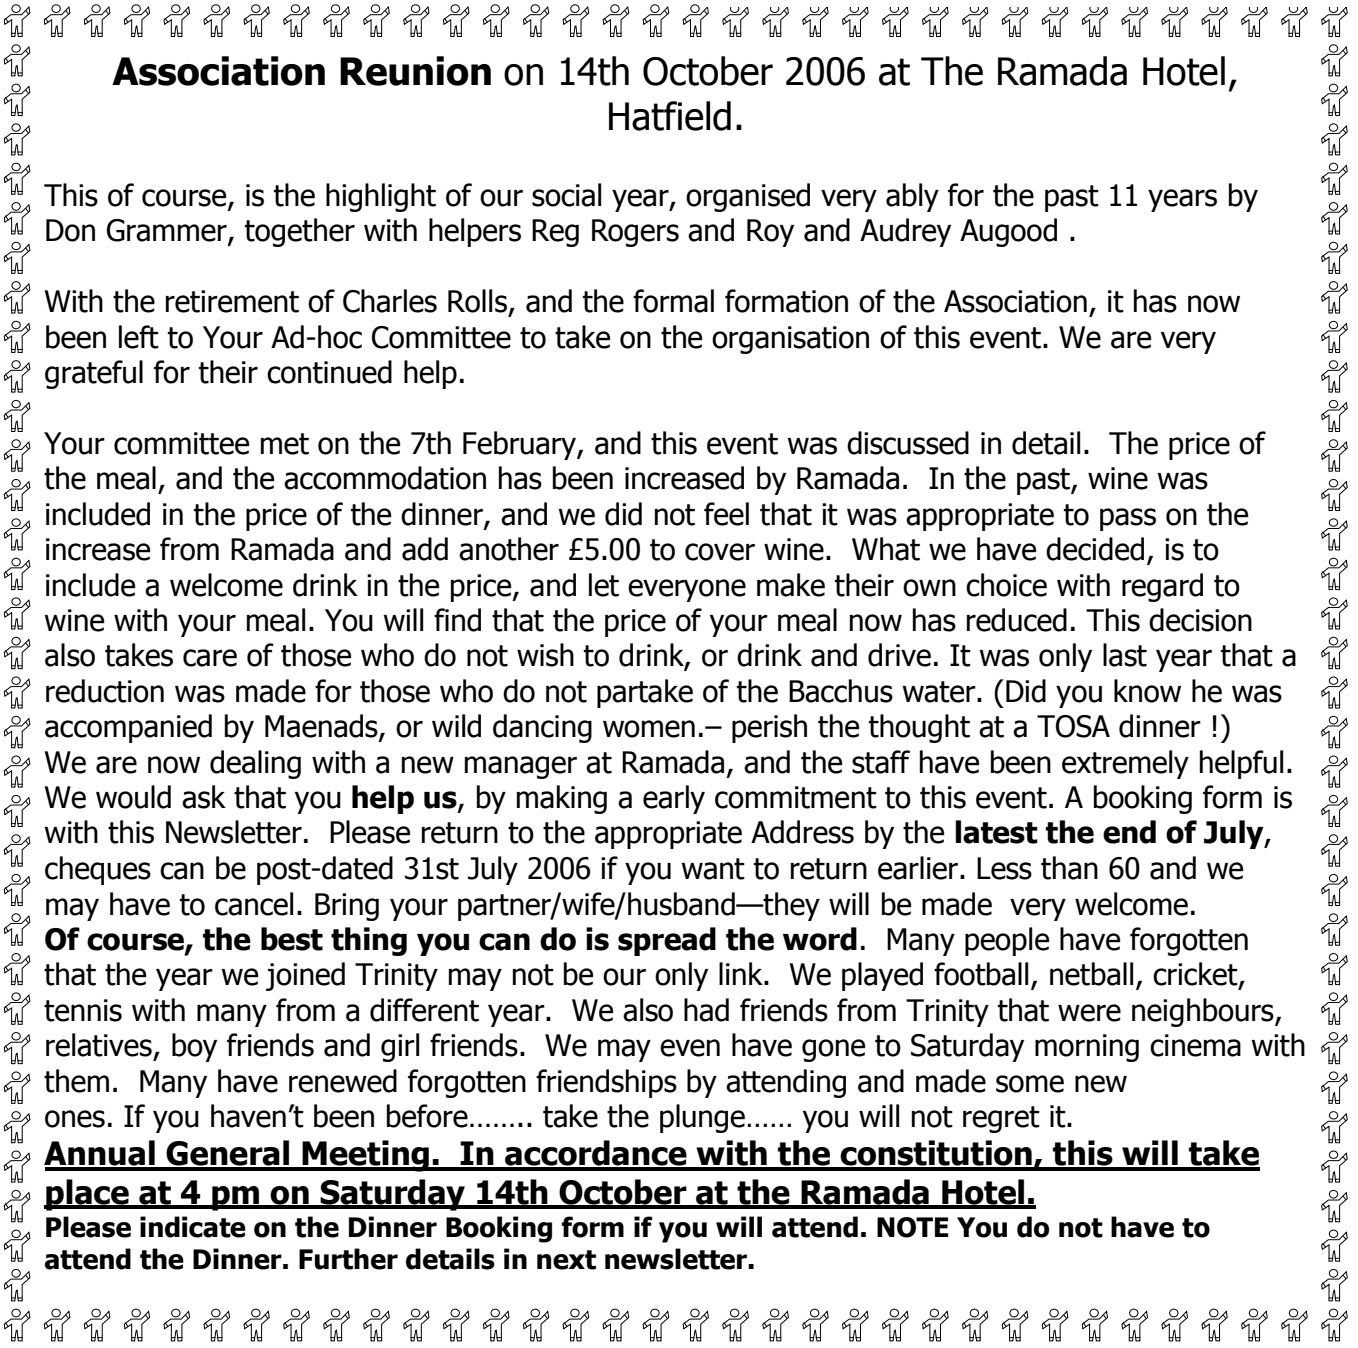 Association Reunion on 14th October 2006 at The Ramada Hotel,
Hatfield.
This of course, is the highlight of our social year, organised very ably for the past 11 years by
Don Grammer, together with helpers Reg Rogers and Roy and Audrey Augood .
With the retirement of Charles Rolls, and the formal formation of the Association, it has now
been left to Your Ad-hoc Committee to take on the organisation of this event. We are very
grateful for their continued help.
Your committee met on the 7th February, and this event was discussed in detail.  The price of
the meal, and the accommodation has been increased by Ramada.  In the past, wine was
included in the price of the dinner, and we did not feel that it was appropriate to pass on the
increase from Ramada and add another £5.00 to cover wine.  What we have decided, is to
include a welcome drink in the price, and let everyone make their own choice with regard to
wine with your meal. You will find that the price of your meal now has reduced. This decision
also takes care of those who do not wish to drink, or drink and drive. It was only last year that a
reduction was made for those who do not partake of the Bacchus water. (Did you know he was
accompanied by Maenads, or wild dancing women.– perish the thought at a TOSA dinner !)
We are now dealing with a new manager at Ramada, and the staff have been extremely helpful.
We would ask that you help us, by making a early commitment to this event. A booking form is
with this Newsletter.  Please return to the appropriate Address by the latest the end of July,
cheques can be post-dated 31st July 2006 if you want to return earlier. Less than 60 and we
may have to cancel. Bring your partner/wife/husband—they will be made  very welcome.
Of course, the best thing you can do is spread the word.  Many people have forgotten
that the year we joined Trinity may not be our only link.  We played football, netball, cricket,
tennis with many from a different year.  We also had friends from Trinity that were neighbours,
relatives, boy friends and girl friends.  We may even have gone to Saturday morning cinema with
them.  Many have renewed forgotten friendships by attending and made some new
ones. If you haven’t been before…….. take the plunge…… you will not regret it.
Annual General Meeting.  In accordance with the constitution, this will take
place at 4 pm on Saturday 14th October at the Ramada Hotel.
Please indicate on the Dinner Booking form if you will attend. NOTE You do not have to
attend the Dinner. Further details in next newsletter.